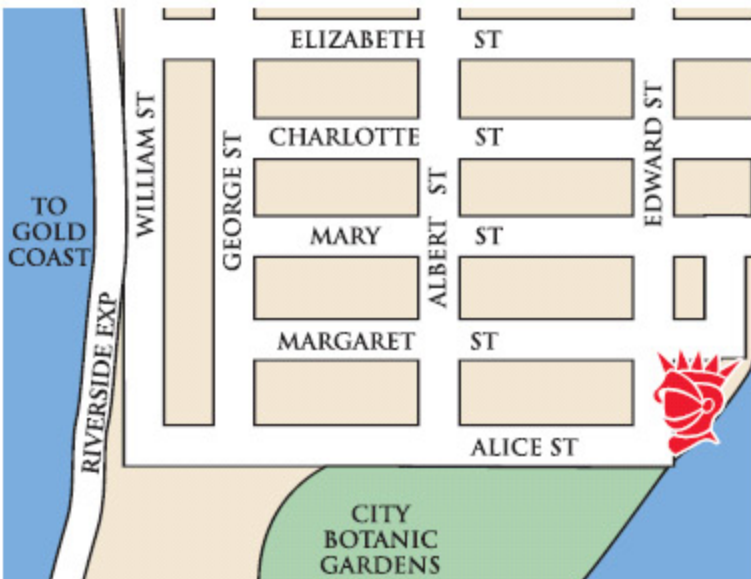 ELIZABETH ST
WILLIAM ST
GEORGE ST
CHARLOTTE ST
EDWARD ST
ALBERT ST
TO
GOLD
COAST
MARY ST
RIVERSIDE EXP
MARGARET ST
ALICE ST
CITY
BOTANIC
GARDENS